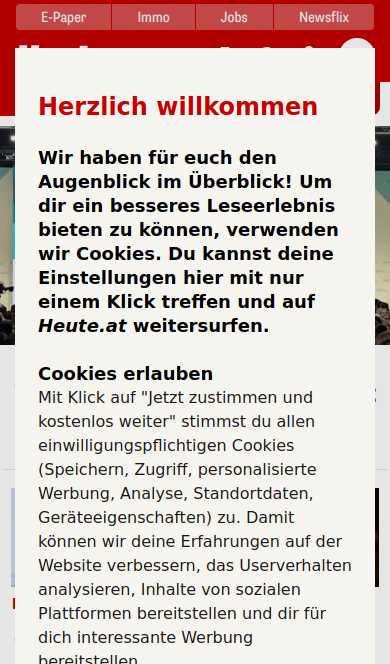 E-Paper
Immo
Jobs
Newsflix
Herzlich willkommen
Wir haben für euch den
Augenblick im Überblick! Um
dir ein besseres Leseerlebnis
bieten zu können, verwenden
wir Cookies. Du kannst deine
Einstellungen hier mit nur
einem Klick treffen und auf
Heute.at weitersurfen.
Cookies erlauben
Mit Klick auf "Jetzt zustimmen und
kostenlos weiter" stimmst du allen
einwilligungspflichtigen Cookies
(Speichern, Zugriff, personalisierte
Werbung, Analyse, Standortdaten,
Geräteeigenschaften) zu. Damit
können wir deine Erfahrungen auf der
Website verbessern, das Userverhalten
analysieren, Inhalte von sozialen
Plattformen bereitstellen und dir für
dich interessante Werbung
bereitstellen